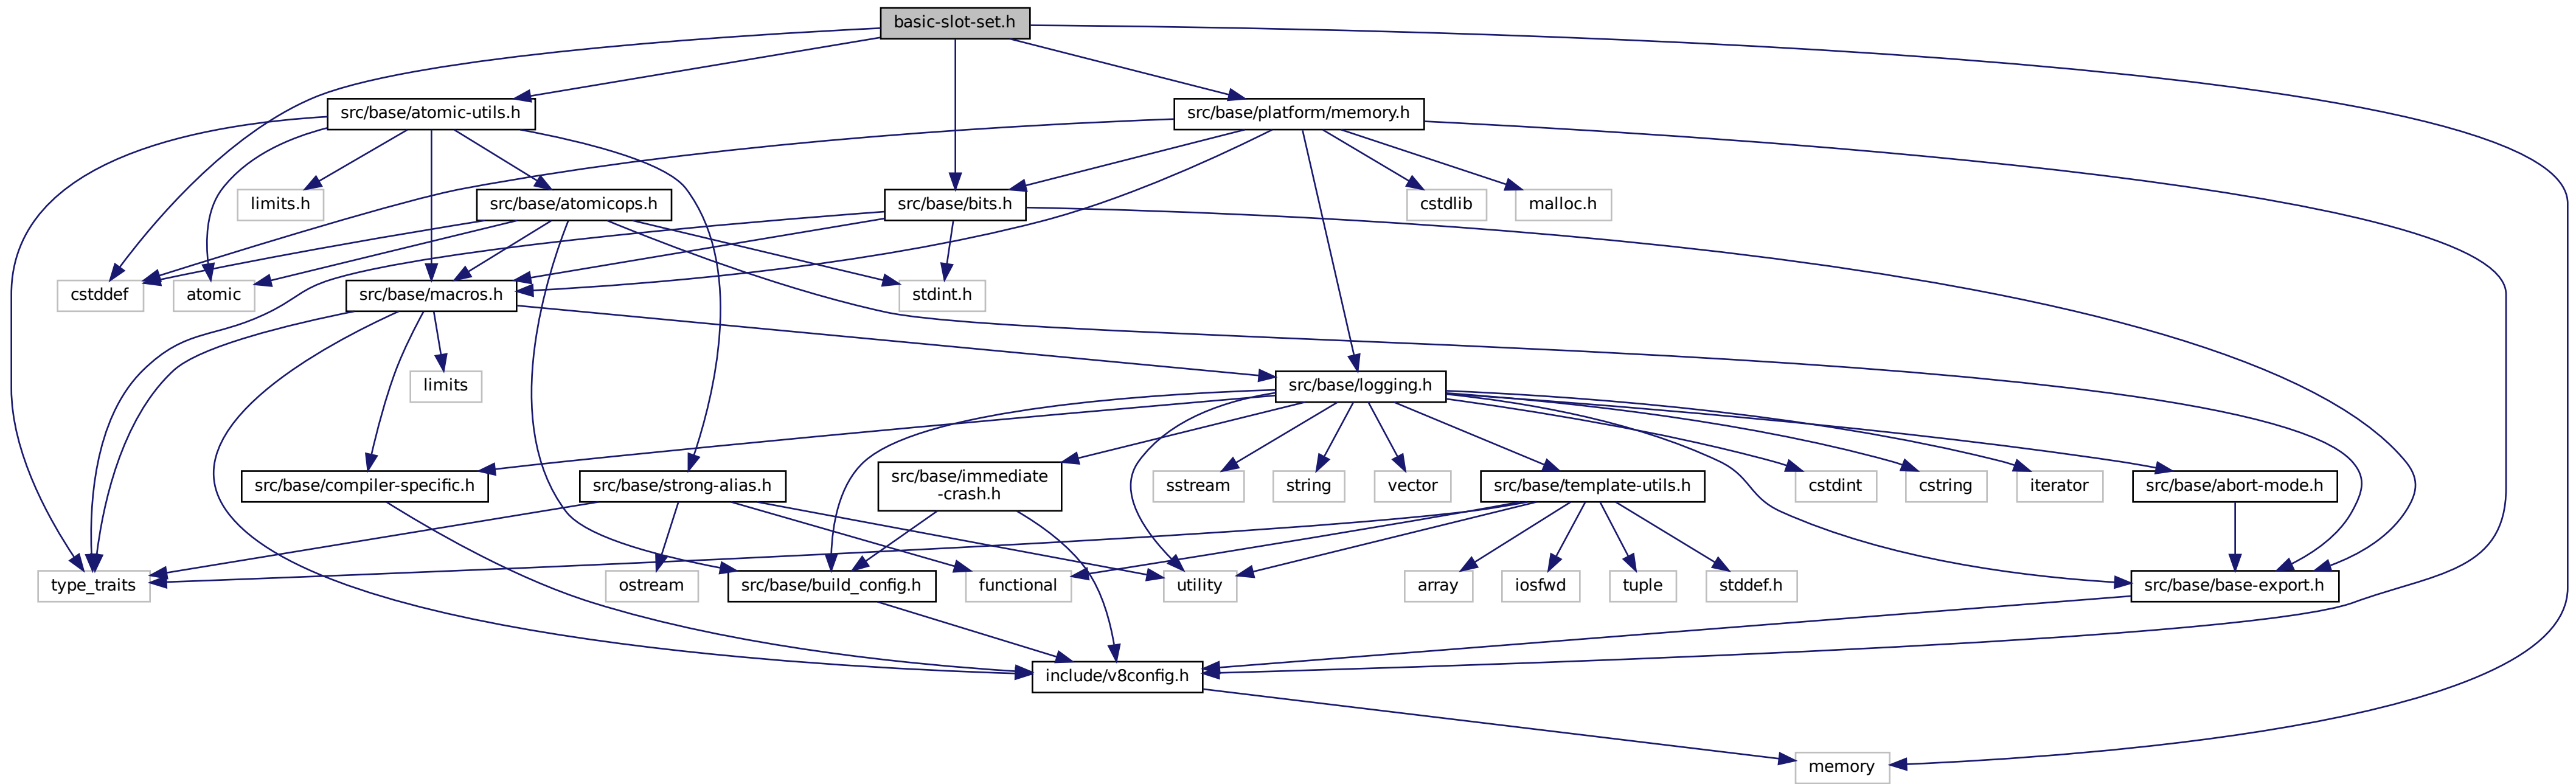 basic-slot-set.h
src/base/atomic-utils.h
src/base/platform/memory.h
limits.h
src/base/atomicops.h
src/base/bits.h
cstdlib
malloc.h
cstddef
atomic
src/base/macros.h
stdint.h
limits
src/base/logging.h
src/base/compiler-specific.h
src/base/strong-alias.h
src/base/immediate
-crash.h
sstream
string
vector
src/base/template-utils.h
cstdint
cstring
iterator
src/base/abort-mode.h
type_traits
ostream
src/base/build_config.h
functional
utility
array
iosfwd
tuple
stddef.h
src/base/base-export.h
include/v8config.h
memory